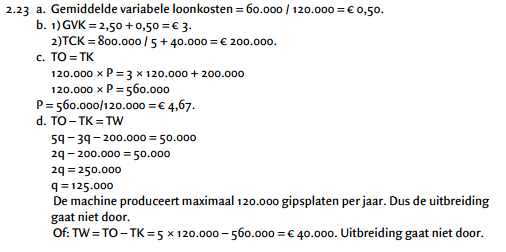 2.23 a. Gemiddelde variabele loonkosten = 60.000 / 120.000 = € 0,50.
b. 1) GVK = 2,50 + 0,50 = € 3.
2)TCK = 800.000 / 5 + 40.000 = € 200.000.
c. TO = TK
120.000 × P = 3 × 120.000 + 200.000
120.000 × P = 560.000
P = 560.000/120.000 = € 4,67.
d. TO – TK = TW
5q – 3q – 200.000 = 50.000
2q – 200.000 = 50.000
2q = 250.000
q = 125.000
De machine produceert maximaal 120.000 gipsplaten per jaar. Dus de uitbreiding
gaat niet door.
Of: TW = TO – TK = 5 × 120.000 – 560.000 = € 40.000. Uitbreiding gaat niet door.